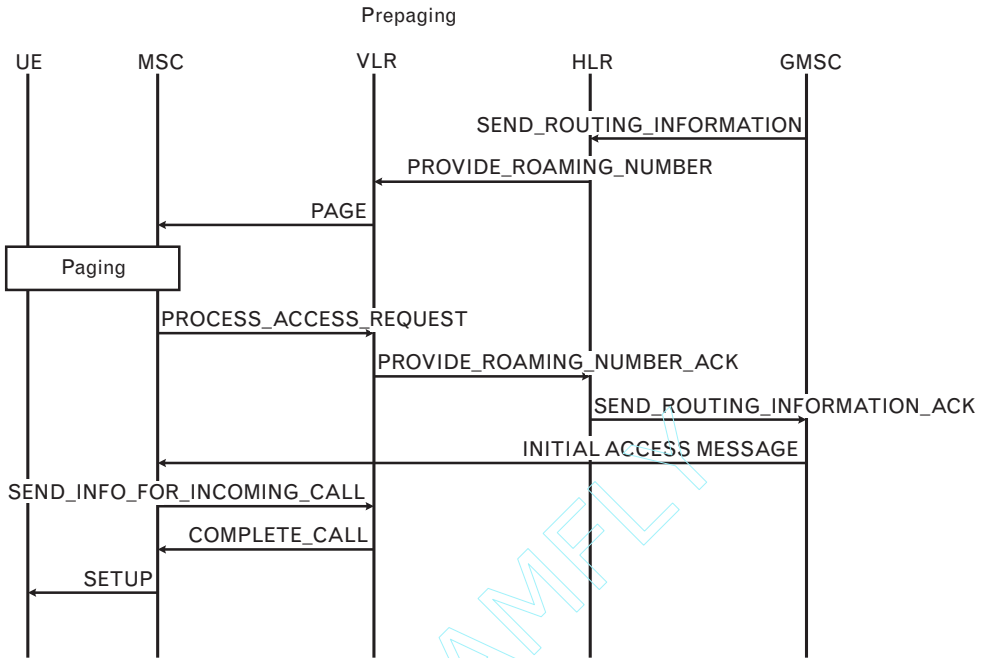 Prepaging
UE MSC VLR HLR GMSC
SEND_ROUTING_INFORMATION
PROVIDE_ROAMING_NUMBER
PAGE
Paging
PROCESS_ACCESS_REQUEST
PROVIDE_ROAMING_NUMBER_ACK
SEND_ROUTING_INFORMATION_ACK
INITIAL ACCESS MESSAGE
SEND_INFO_FOR_INCOMING_CALL
COMPLETE_CALL
SETUP
AMFLY